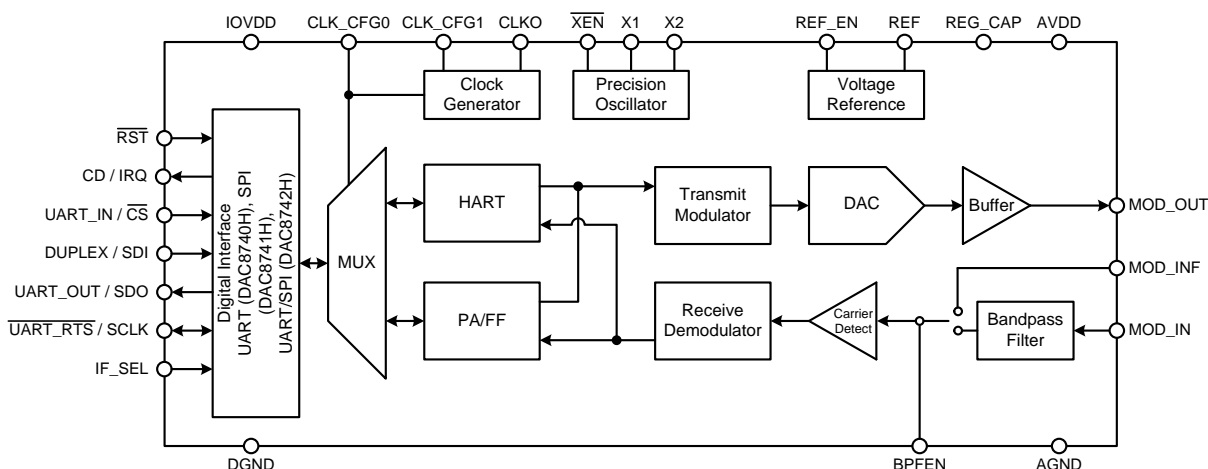 IOVDD
CLK_CFG0
CLK_CFG1
CLKO
XEN
X1
X2
REF_EN
REF
REG_CAP
AVDD
Clock
Generator
Precision
Oscillator
Voltage
Reference
RST
CD / IRQ
UART_IN / CS
DUPLEX / SDI
UART_OUT / SDO
UART_RTS / SCLK
IF_SEL
Digital Interface
UART (DAC8740H), SPI
(DAC8741H),
UART/SPI (DAC8742H)
MUX
HART
PA/FF
Transmit
Modulator
DAC
Buffer
MOD_OUT
MOD_INF
MOD_IN
Receive
Demodulator
Carrier
Detect
Bandpass
Filter
DGND
BPFEN
AGND